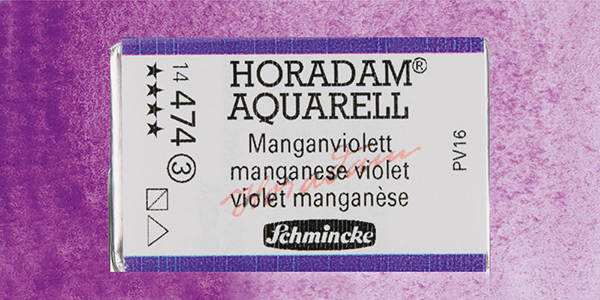 HORADAM®
AQUARELL
Manganviolett
manganese violet
violet manganèse
Schmincke
PV16
14 474 3
★★★★